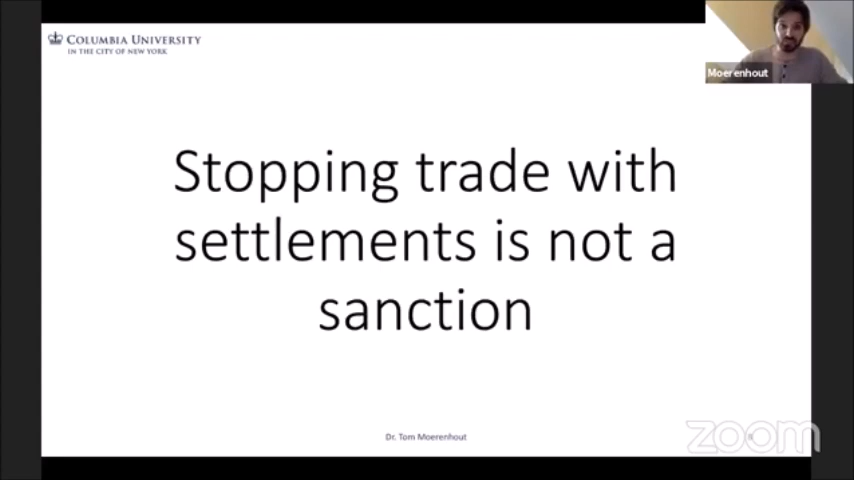 COLUMBIA UNIVERSITY
IN THE CITY OF NEW YORK
Moerenhout
Stopping trade with
settlements is not a
sanction
Dr. Tom Moerenhout
zoom